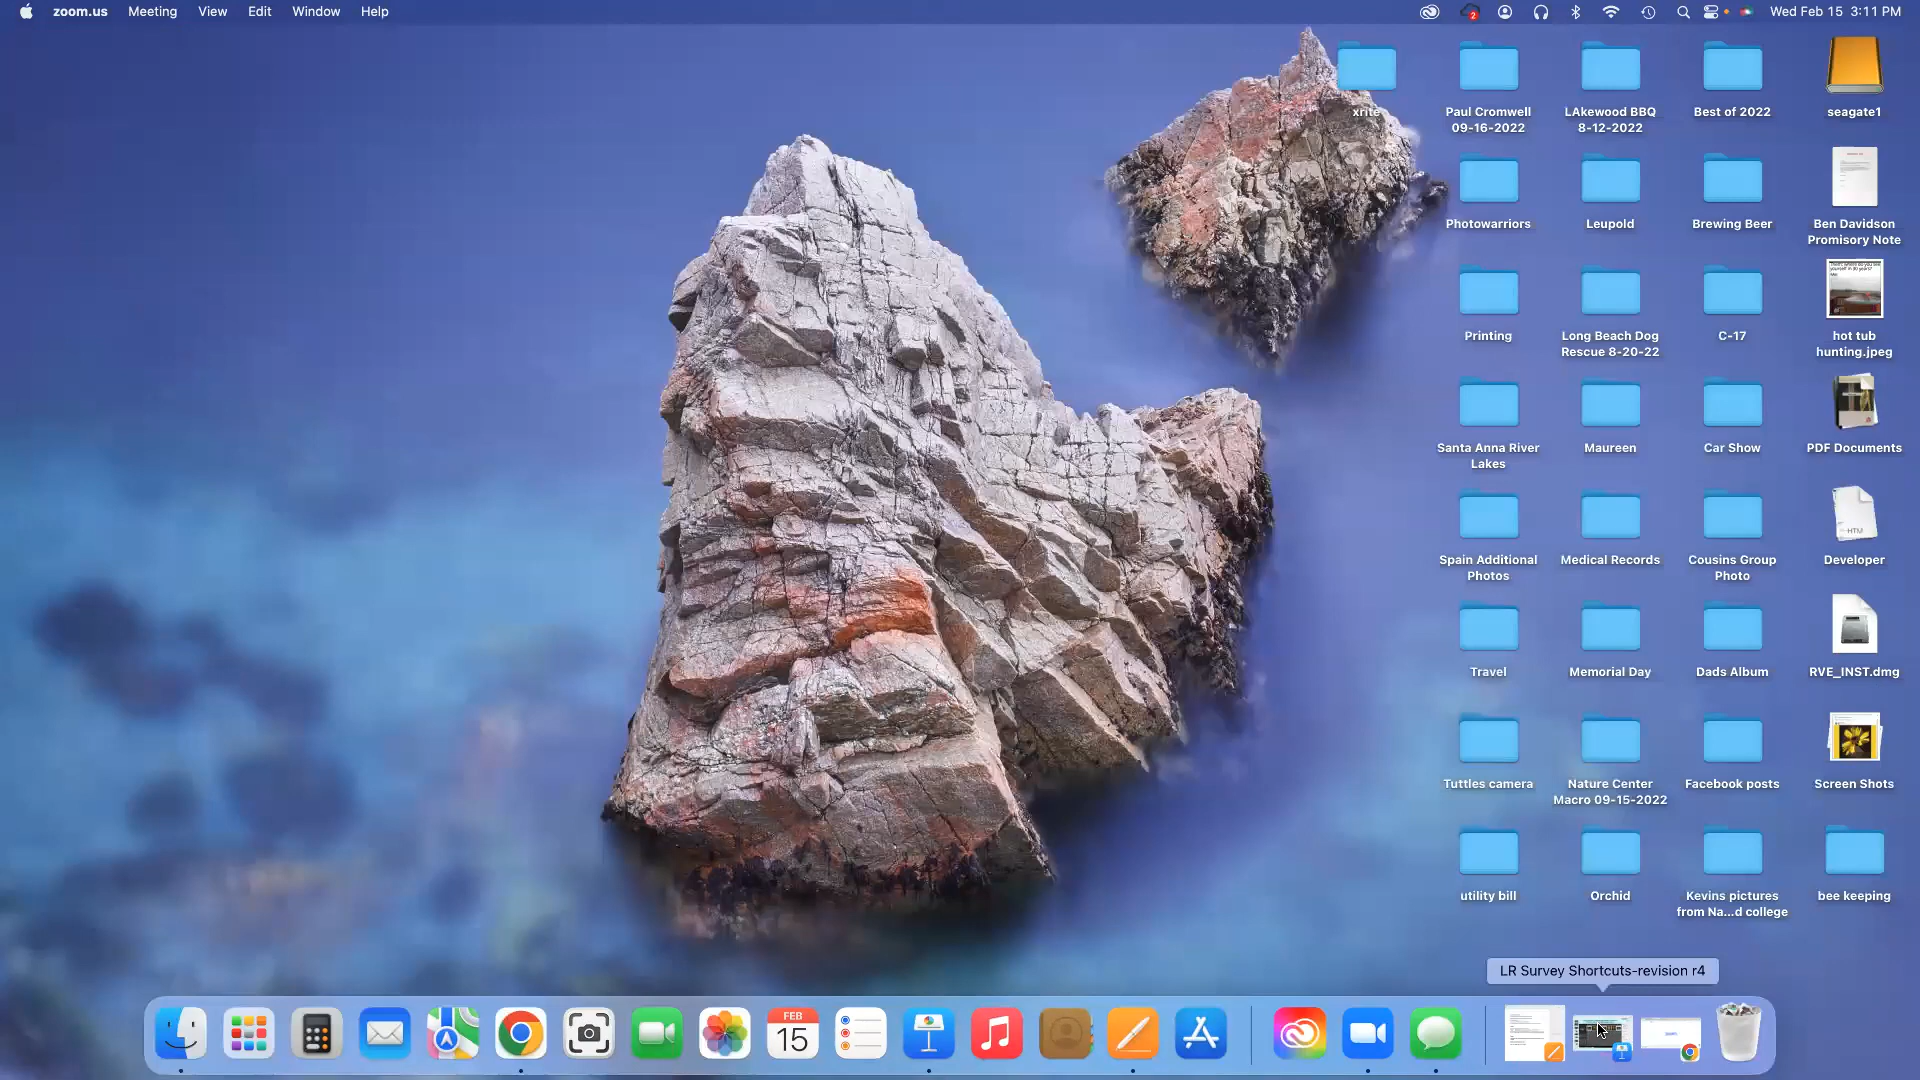 zoom.us Meeting View Edit Window Help
2
Wed Feb 15 3:11 PM
xrite
Paul Cromwell
09-16-2022
LAkewood BBQ
8-12-2022
Best of 2022
seagate1
Photowarriors
Leupold
Brewing Beer
Ben Davidson
Promisory Note
Printing
Long Beach Dog
Rescue 8-20-22
C-17
hot tub
hunting.jpeg
Santa Anna River
Lakes
Maureen
Car Show
PDF Documents
Spain Additional
Photos
Medical Records
Cousins Group
Photo
HTM
Developer
Travel
Memorial Day
Dads Album
RVE_INST.dmg
Tuttles camera
Nature Center
Macro 09-15-2022
Facebook posts
Screen Shots
utility bill
Orchid
Kevins pictures
from Na...d college
bee keeping
LR Survey Shortcuts-revision r4
FEB
15